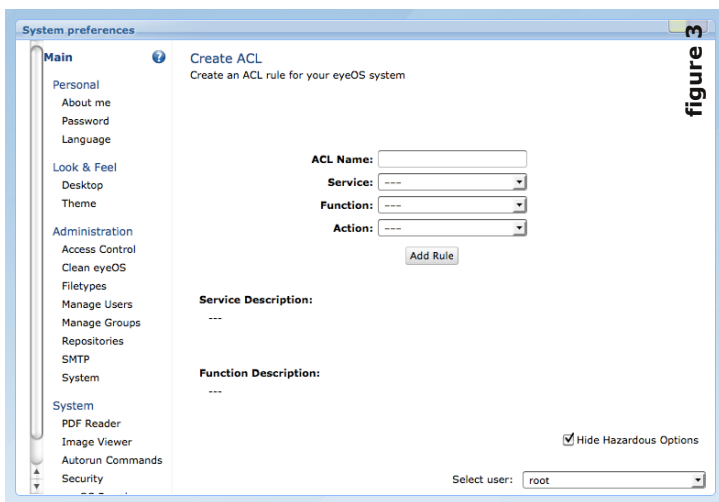 System preferences
figure 3
Main
?
Personal
About me
Password
Language
Look & Feel
Desktop
Theme
Administration
Access Control
Clean eyeOS
Filetypes
Manage Users
Manage Groups
Repositories
SMTP
System
System
PDF Reader
Image Viewer
Autorun Commands
Security
Create ACL
Create an ACL rule for your eyeOS system
ACL Name:
Service: ---
Function: ---
Action: ---
Add Rule
Service Description:
---
Function Description:
---
Hide Hazardous Options
Select user: root